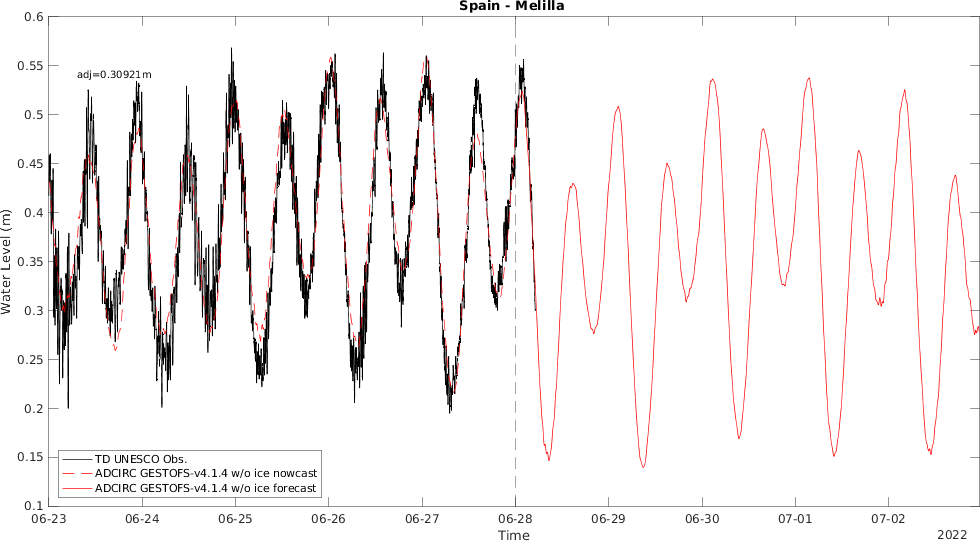 Spain - Melilla
adj=0.30921m
Water Level (m)
0.6
0.55
0.5
0.45
0.4
0.35
0.3
0.25
0.2
0.15
0.1
TD UNESCO Obs.
ADCIRC GESTOFS-v4.1.4 w/o ice nowcast
ADCIRC GESTOFS-v4.1.4 w/o ice forecast
06-23 06-24 06-25 06-26 06-27 06-28 06-29 06-30 07-01 07-02
Time
2022